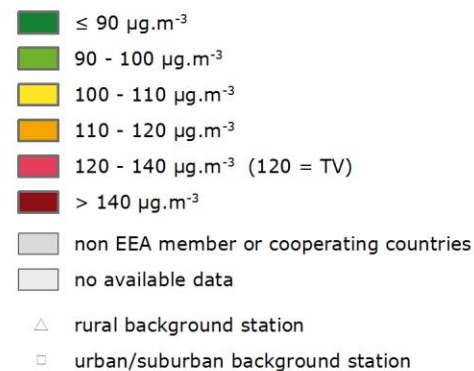 ≤ 90 µg.m⁻³
90 - 100 µg.m⁻³
100 - 110 µg.m⁻³
110 - 120 µg.m⁻³
120 - 140 µg.m⁻³ (120 = TV)
> 140 µg.m⁻³
non EEA member or cooperating countries
no available data
rural background station
urban/suburban background station